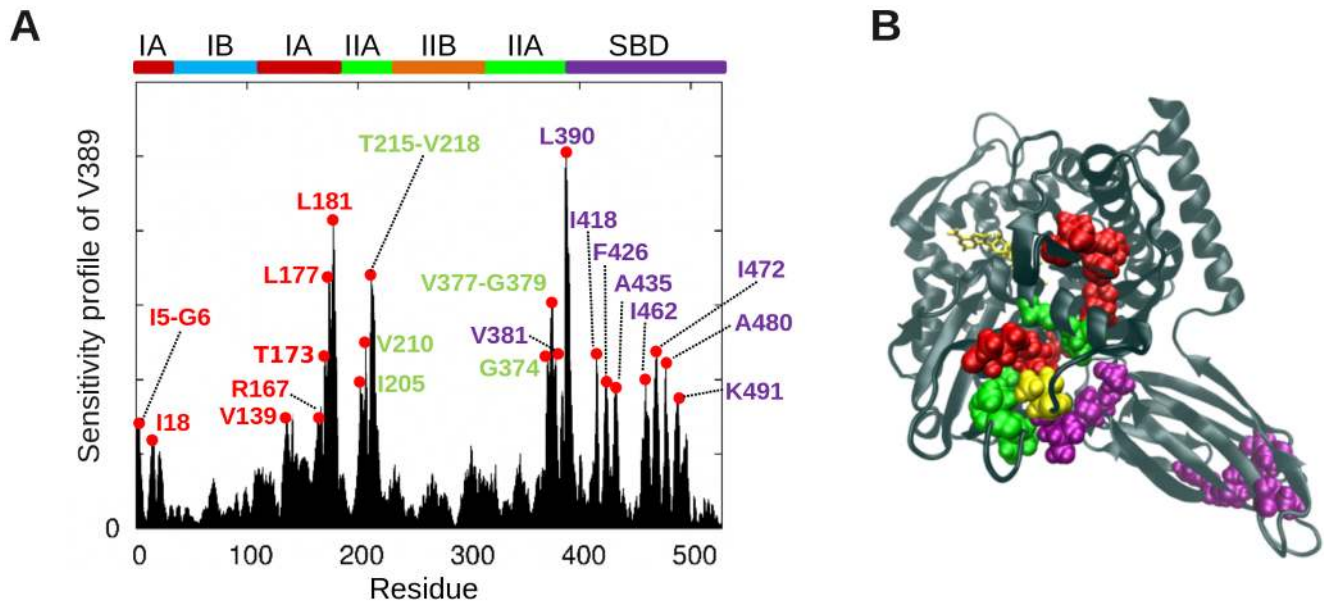 A
B
IA IB IA IIA IIB IIA SBD
Sensitivity profile of V389
L390
T215-V218
L181
I418
F426
L177
V377-G379
A435
I472
I462
I5-G6
V381
A480
T173
V210
G374
R167
I205
K491
V139
I18
0
0 100 200 300 400 500
Residue